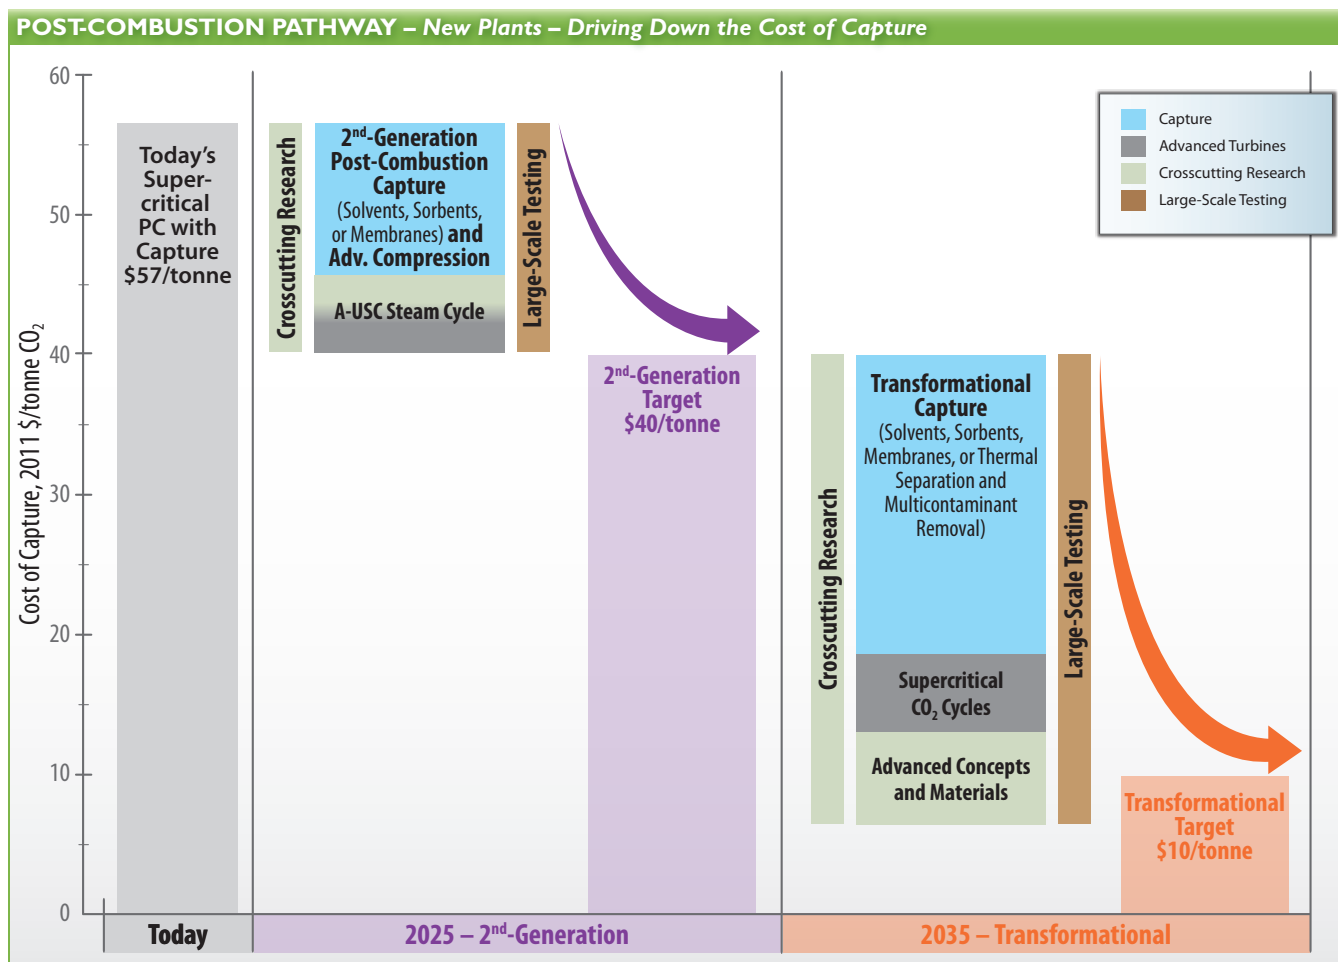 POST-COMBUSTION PATHWAY – New Plants – Driving Down the Cost of Capture
Cost of Capture, 2011 $/tonne CO₂
60
50
40
30
20
10
0
Today's
Super-
critical
PC with
Capture
$57/tonne
Crosscutting Research
2ⁿᵈ-Generation
Post-Combustion
Capture
(Solvents, Sorbents,
or Membranes) and
Adv. Compression
A-USC Steam Cycle
Large-Scale Testing
2ⁿᵈ-Generation
Target
$40/tonne
Crosscutting Research
Transformational
Capture
(Solvents, Sorbents,
Membranes, or Thermal
Separation and
Multicontaminant
Removal)
Supercritical
CO₂ Cycles
Advanced Concepts
and Materials
Large-Scale Testing
Transformational
Target
$10/tonne
Capture
Advanced Turbines
Crosscutting Research
Large-Scale Testing
Today
2025 – 2ⁿᵈ-Generation
2035 – Transformational